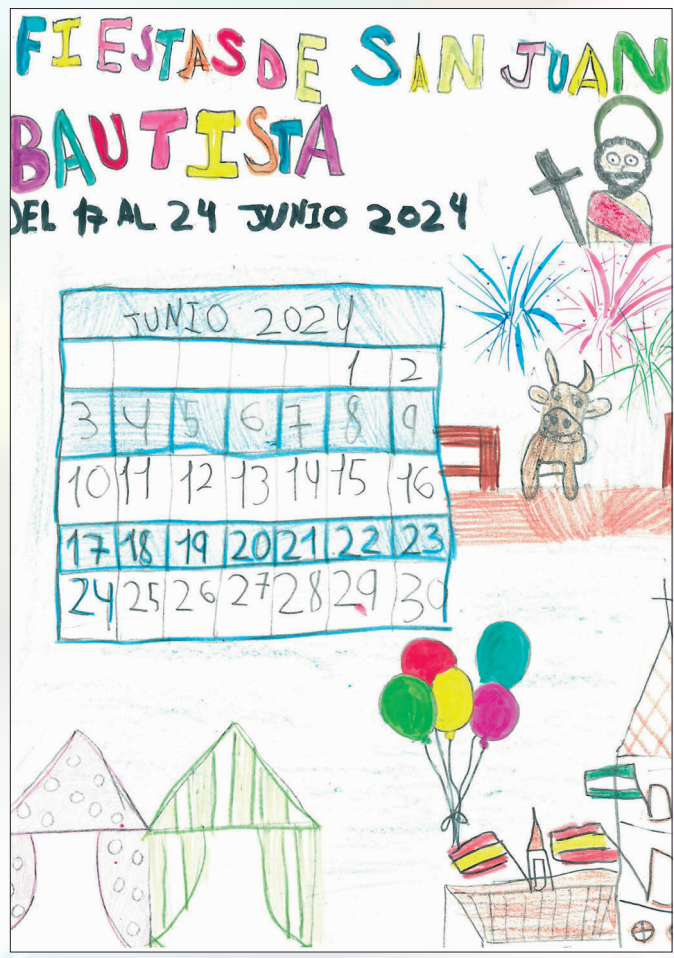 FIESTAS DE SAN JUAN
BAUTISTA
DEL 17 AL 24 JUNIO 2024
JUNIO 2024
1 2
3 4 5 6 7 8 9
10 11 12 13 14 15 16
17 18 19 20 21 22 23
24 25 26 27 28 29 30